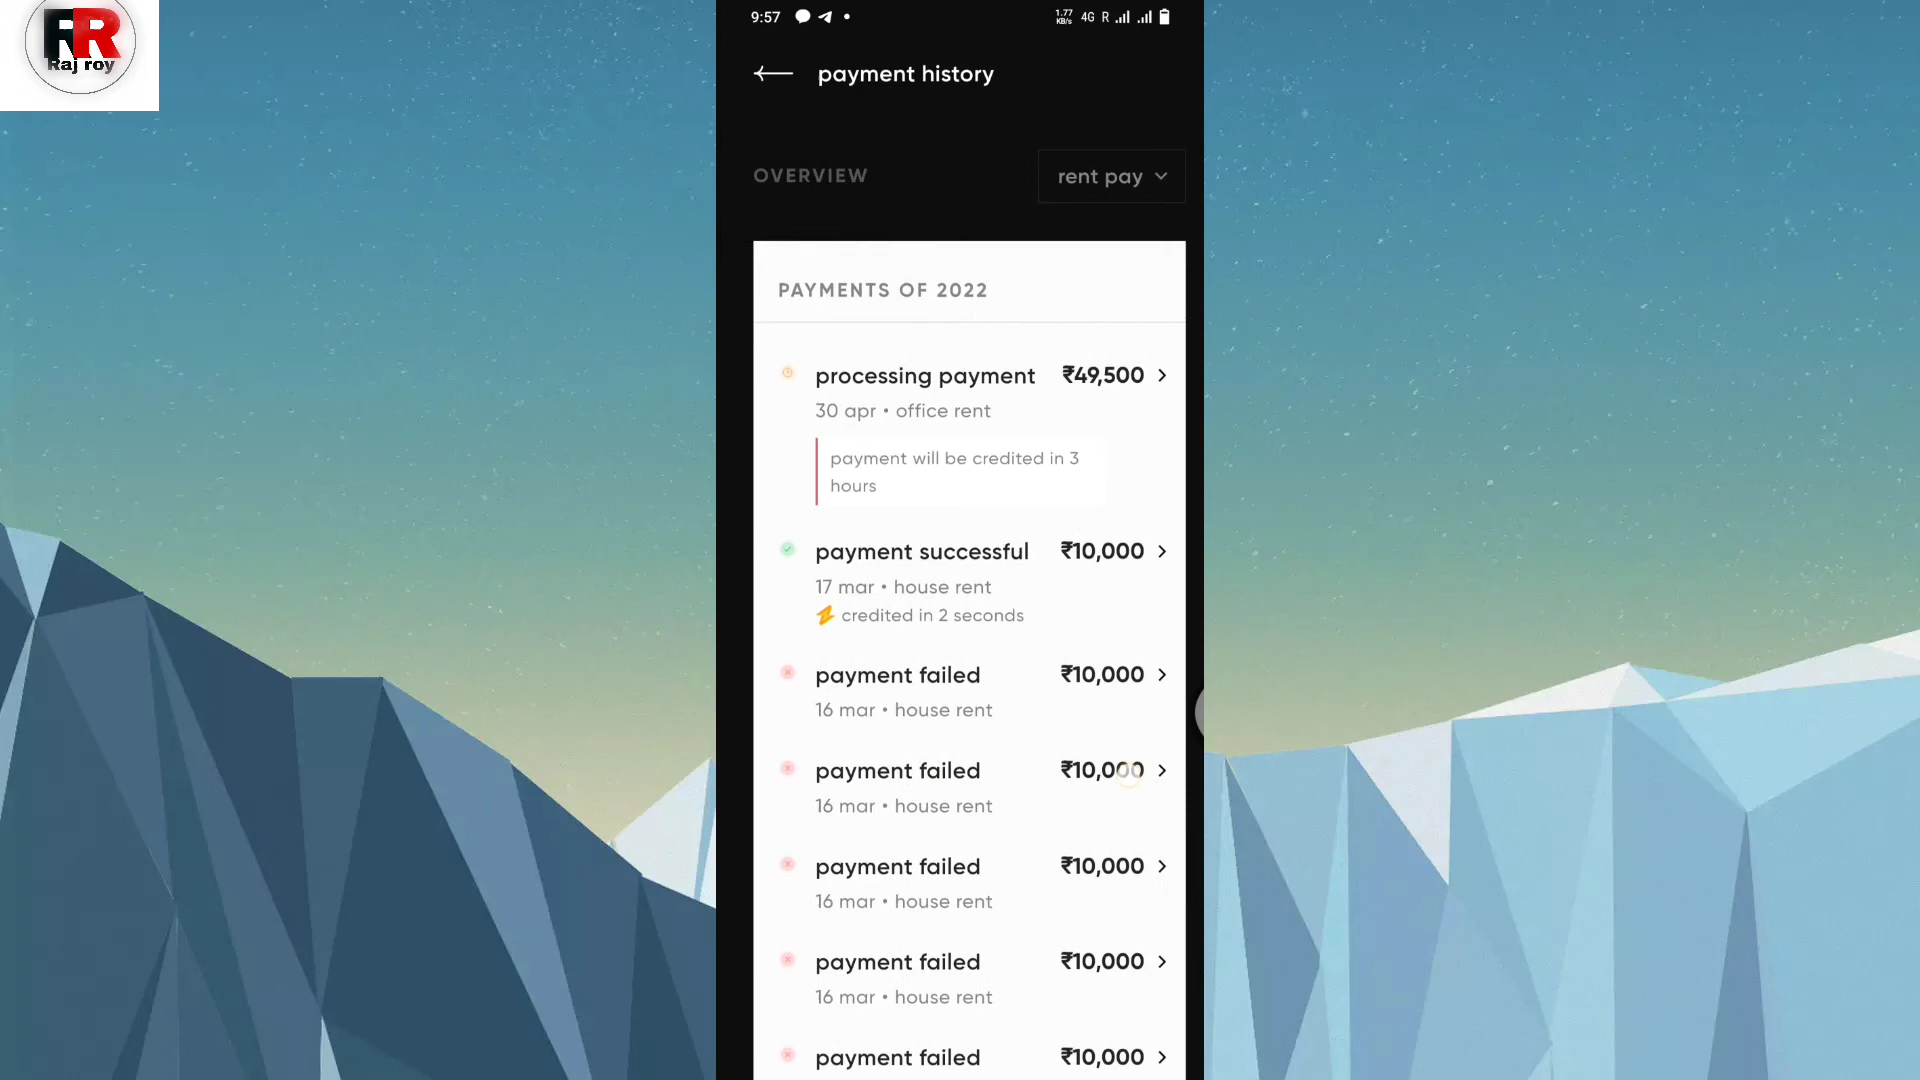 RR
Raj roy
9:57
1.77
KB/s
4G R
payment history
OVERVIEW
rent pay
PAYMENTS OF 2022
processing payment ₹49,500
30 apr • office rent
payment will be credited in 3
hours
payment successful ₹10,000
17 mar • house rent
⚡ credited in 2 seconds
payment failed ₹10,000
16 mar • house rent
payment failed ₹10,000
16 mar • house rent
payment failed ₹10,000
16 mar • house rent
payment failed ₹10,000
16 mar • house rent
payment failed ₹10,000